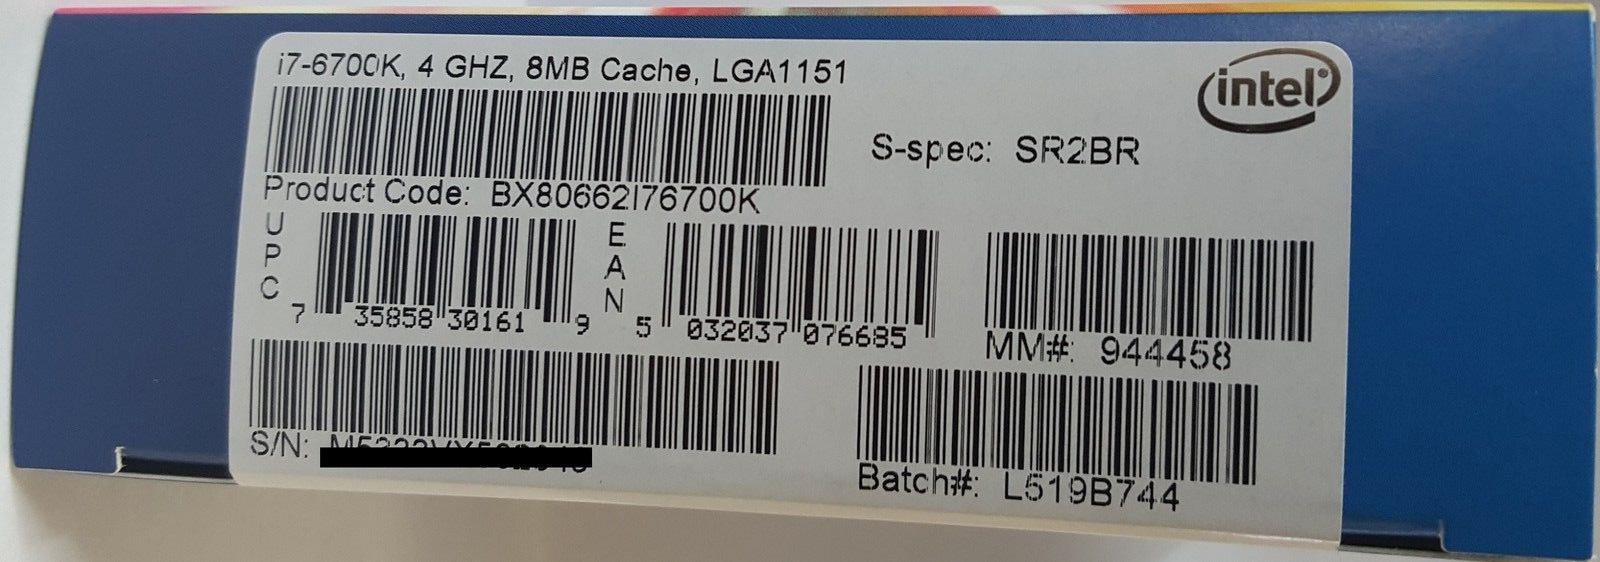 i7-6700K, 4 GHZ, 8MB Cache, LGA1151
intel®
S-spec: SR2BR
Product Code: BX80662I76700K
UPC
7 35858 30161 9
EAN
5 032037 076685
MM#: 944458
S/N:
Batch#: L519B744